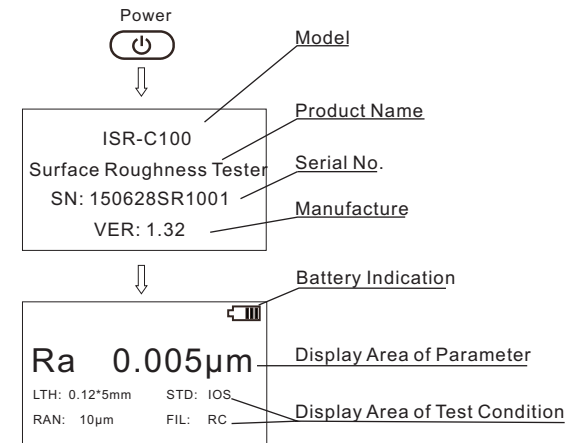 Power
Model
ISR-C100
Product Name
Surface Roughness Tester
Serial No.
SN: 150628SR1001
Manufacture
VER: 1.32
Battery Indication
Ra 0.005μm
Display Area of Parameter
LTH: 0.12*5mm STD: IOS
RAN: 10μm FIL: RC
Display Area of Test Condition